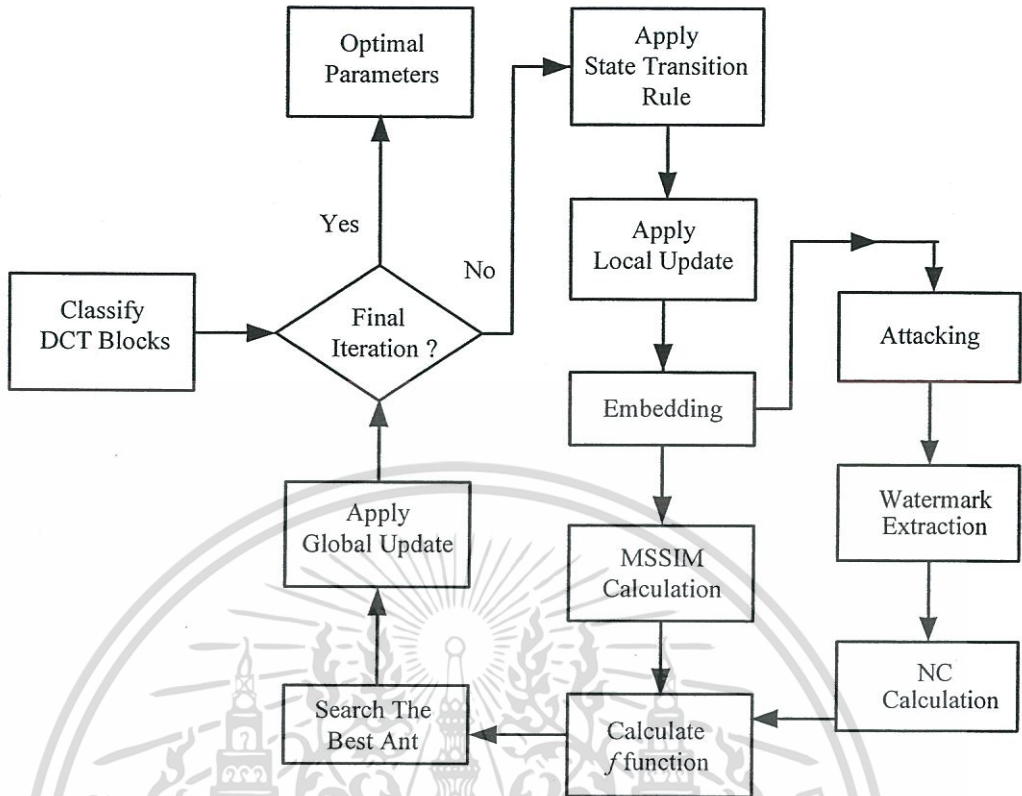 Optimal
Parameters
Apply
State Transition
Rule
Yes
No
Apply
Local Update
Classify
DCT Blocks
Final
Iteration ?
Attacking
Embedding
Apply
Global Update
MSSIM
Calculation
Watermark
Extraction
NC
Calculation
Search The
Best Ant
Calculate
f function